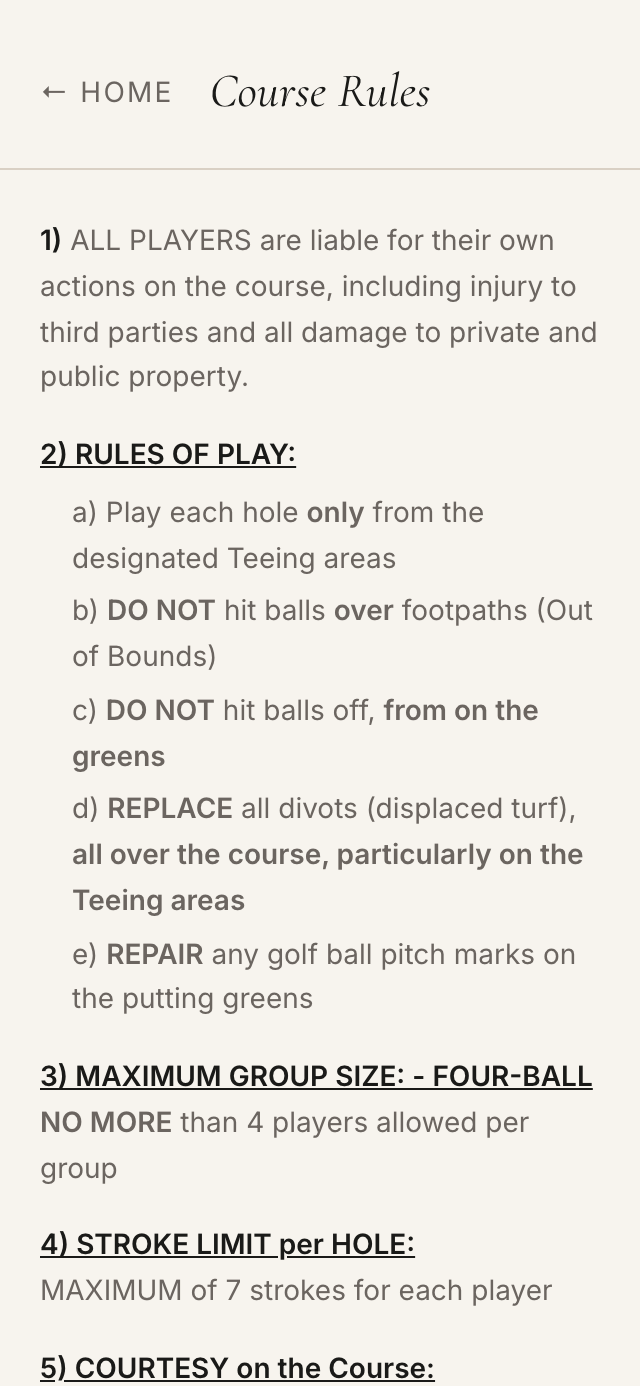 ← HOME Course Rules
1) ALL PLAYERS are liable for their own
actions on the course, including injury to
third parties and all damage to private and
public property.
2) RULES OF PLAY:
a) Play each hole only from the
designated Teeing areas
b) DO NOT hit balls over footpaths (Out
of Bounds)
c) DO NOT hit balls off, from on the
greens
d) REPLACE all divots (displaced turf),
all over the course, particularly on the
Teeing areas
e) REPAIR any golf ball pitch marks on
the putting greens
3) MAXIMUM GROUP SIZE: - FOUR-BALL
NO MORE than 4 players allowed per
group
4) STROKE LIMIT per HOLE:
MAXIMUM of 7 strokes for each player
5) COURTESY on the Course: